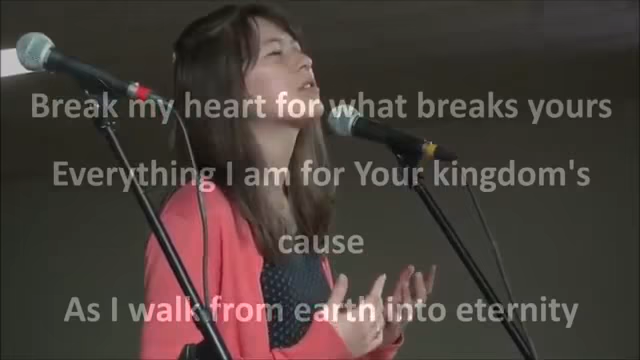 Break my heart for what breaks yours
Everything I am for Your kingdom's
cause
As I walk from earth into eternity